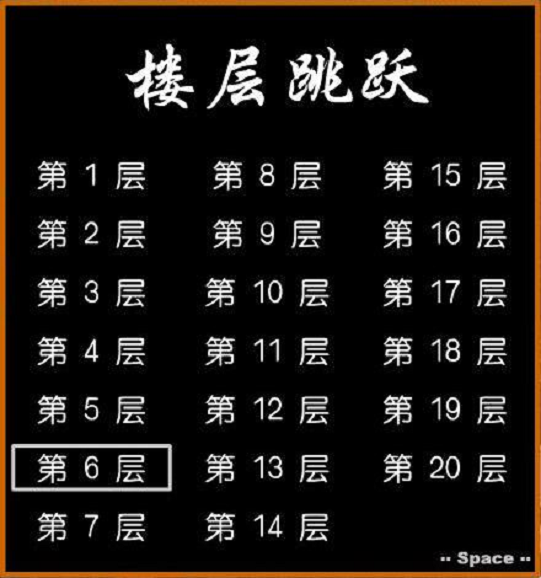 楼层跳跃
第 1 层 第 8 层 第 15 层
第 2 层 第 9 层 第 16 层
第 3 层 第 10 层 第 17 层
第 4 层 第 11 层 第 18 层
第 5 层 第 12 层 第 19 层
第 6 层 第 13 层 第 20 层
第 7 层 第 14 层
-- Space --